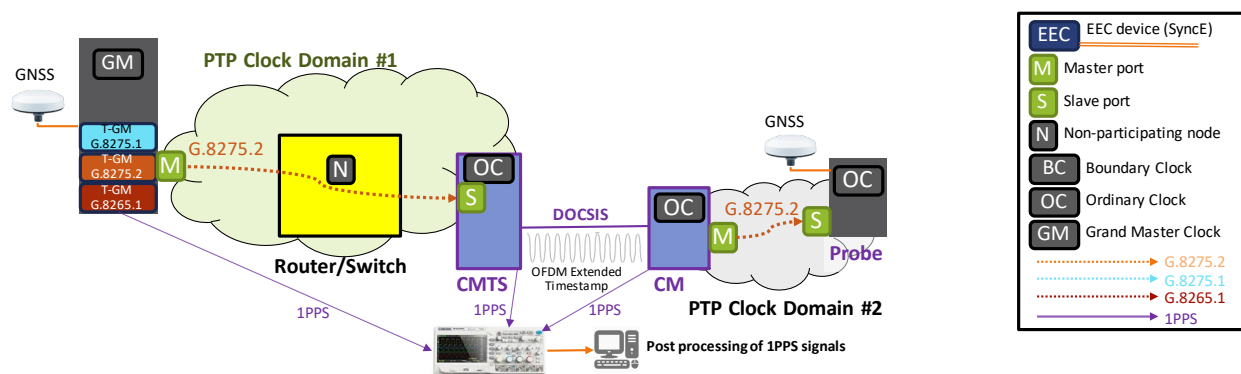 GNSS
GM
T-GM
G.8275.1
T-GM
G.8275.2
T-GM
G.8265.1
M
PTP Clock Domain #1
G.8275.2
N
Router/Switch
OC
S
CMTS
DOCSIS
OFDM Extended
Timestamp
OC
M
CM
G.8275.2
S
GNSS
OC
Probe
PTP Clock Domain #2
1PPS
1PPS
1PPS
Post processing of 1PPS signals
EEC
EEC device (SyncE)
M
Master port
S
Slave port
N
Non-participating node
BC
Boundary Clock
OC
Ordinary Clock
GM
Grand Master Clock
G.8275.2
G.8275.1
G.8265.1
1PPS